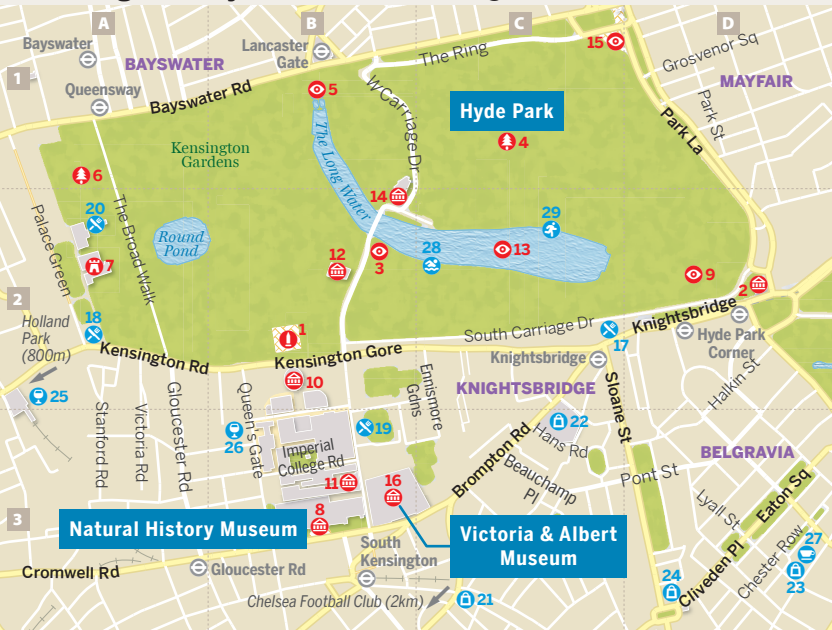 A
B
C
D
Bayswater
BAYSWATER
Lancaster
Gate
The Ring
15
Grosvenor Sq
1
Queensway
Bayswater Rd
5
W Carriage Dr
MAYFAIR
Park St
Park La
Hyde Park
4
Kensington
Gardens
The Long Water
6
14
20
Palace Green
The Broad Walk
Round
Pond
29
28
13
12
3
7
9
2
2
Holland
Park
(800m)
18
1
South Carriage Dr
17
Knightsbridge
Hyde Park
Corner
Kensington Rd
Kensington Gore
Knightsbridge
10
Ennismore
Gdns
KNIGHTSBRIDGE
Sloane St
Halkin St
25
Stanford Rd
Victoria Rd
Gloucester Rd
Queen's Gate
26
19
22
Hans Rd
Imperial
College Rd
Brompton Rd
Beauchamp
Pl
BELGRAVIA
Pont St
11
16
Lyall St
Eaton Sq
3
Natural History Museum
8
Victoria & Albert
Museum
South
Kensington
Cliveden Pl
Chester Row
27
23
24
Cromwell Rd
Gloucester Rd
Chelsea Football Club (2km)
21